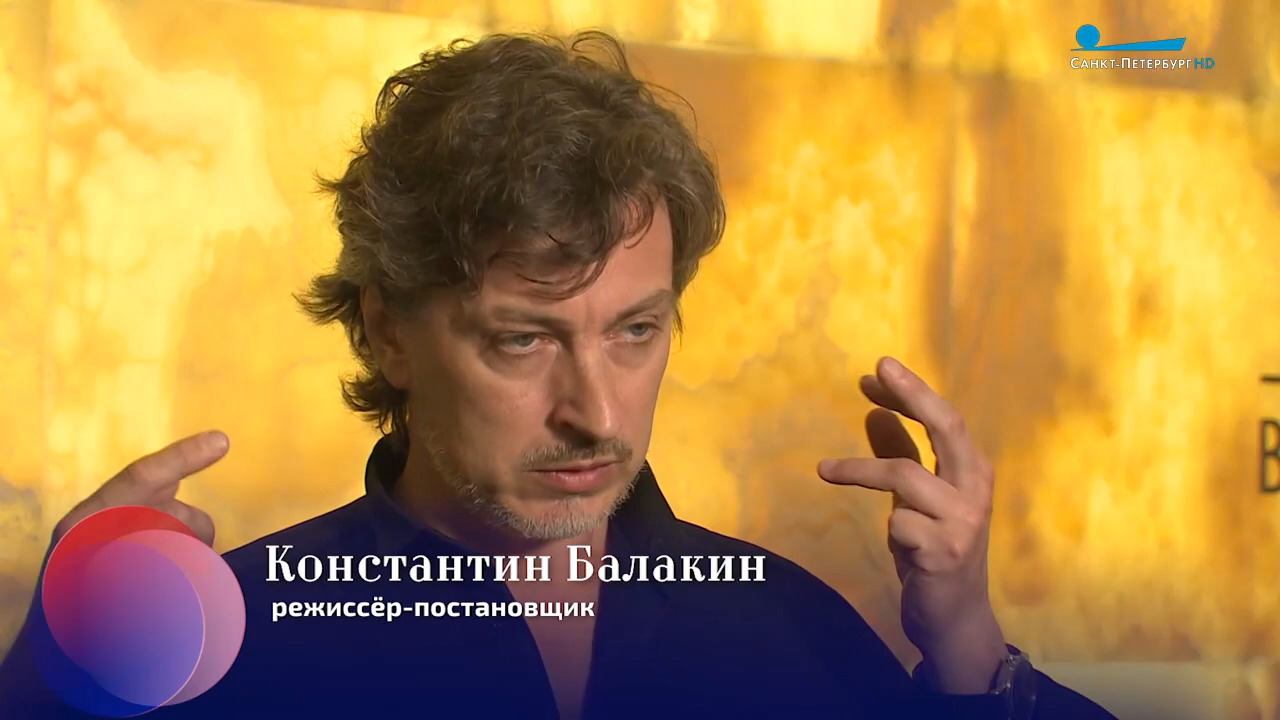 Санкт-Петербург HD
В
Константин Балакин
режиссёр-постановщик